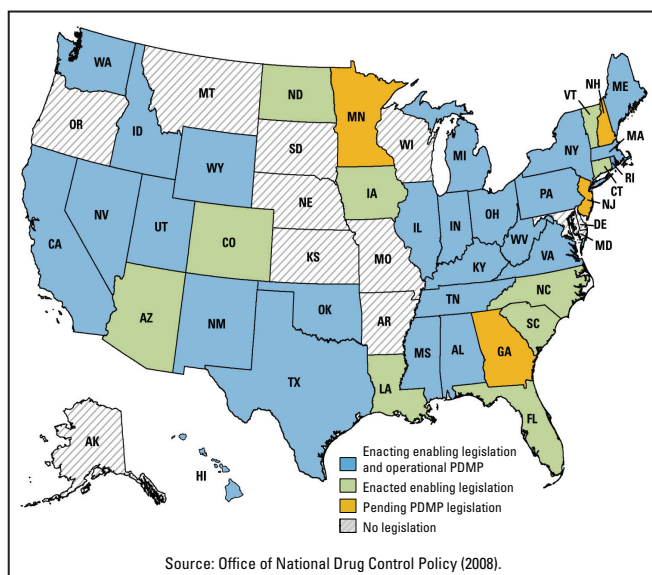 WA
MT
ND
MN
VT
NH
ME
OR
ID
SD
WI
MI
NY
MA
RI
CT
WY
NE
IA
PA
NJ
NV
UT
CO
IL
IN
OH
WV
DE
MD
CA
KS
MO
KY
VA
AZ
NM
OK
AR
TN
NC
SC
TX
LA
MS
AL
GA
FL
AK
HI
Enacting enabling legislation
and operational PDMP
Enacted enabling legislation
Pending PDMP legislation
No legislation
Source: Office of National Drug Control Policy (2008).